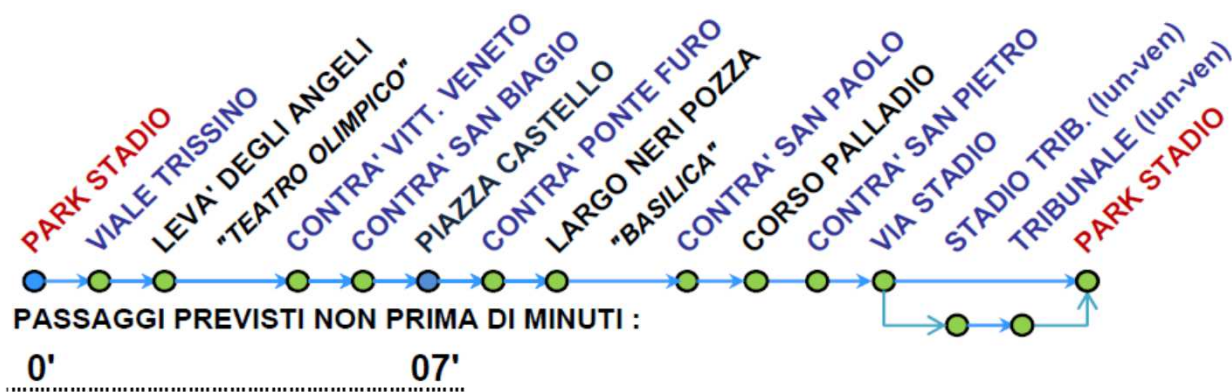 PARK STADIO
VIALE TRISSINO
LEVA' DEGLI ANGELI
"TEATRO OLIMPICO"
CONTRA' VITT. VENETO
CONTRA' SAN BIAGIO
PIAZZA CASTELLO
CONTRA' PONTE FURO
LARGO NERI POZZA
"BASILICA"
CONTRA' SAN PAOLO
CORSO PALLADIO
CONTRA' SAN PIETRO
VIA STADIO
STADIO TRIB. (lun-ven)
TRIBUNALE (lun-ven)
PARK STADIO
PASSAGGI PREVISTI NON PRIMA DI MINUTI :
0' 07'